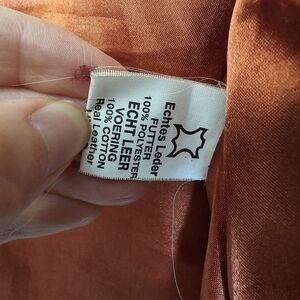 Echtes Leder
FUTTER
100% POLYESTER
ECHT LEER
VOERING
100% COTTON
Real Leather